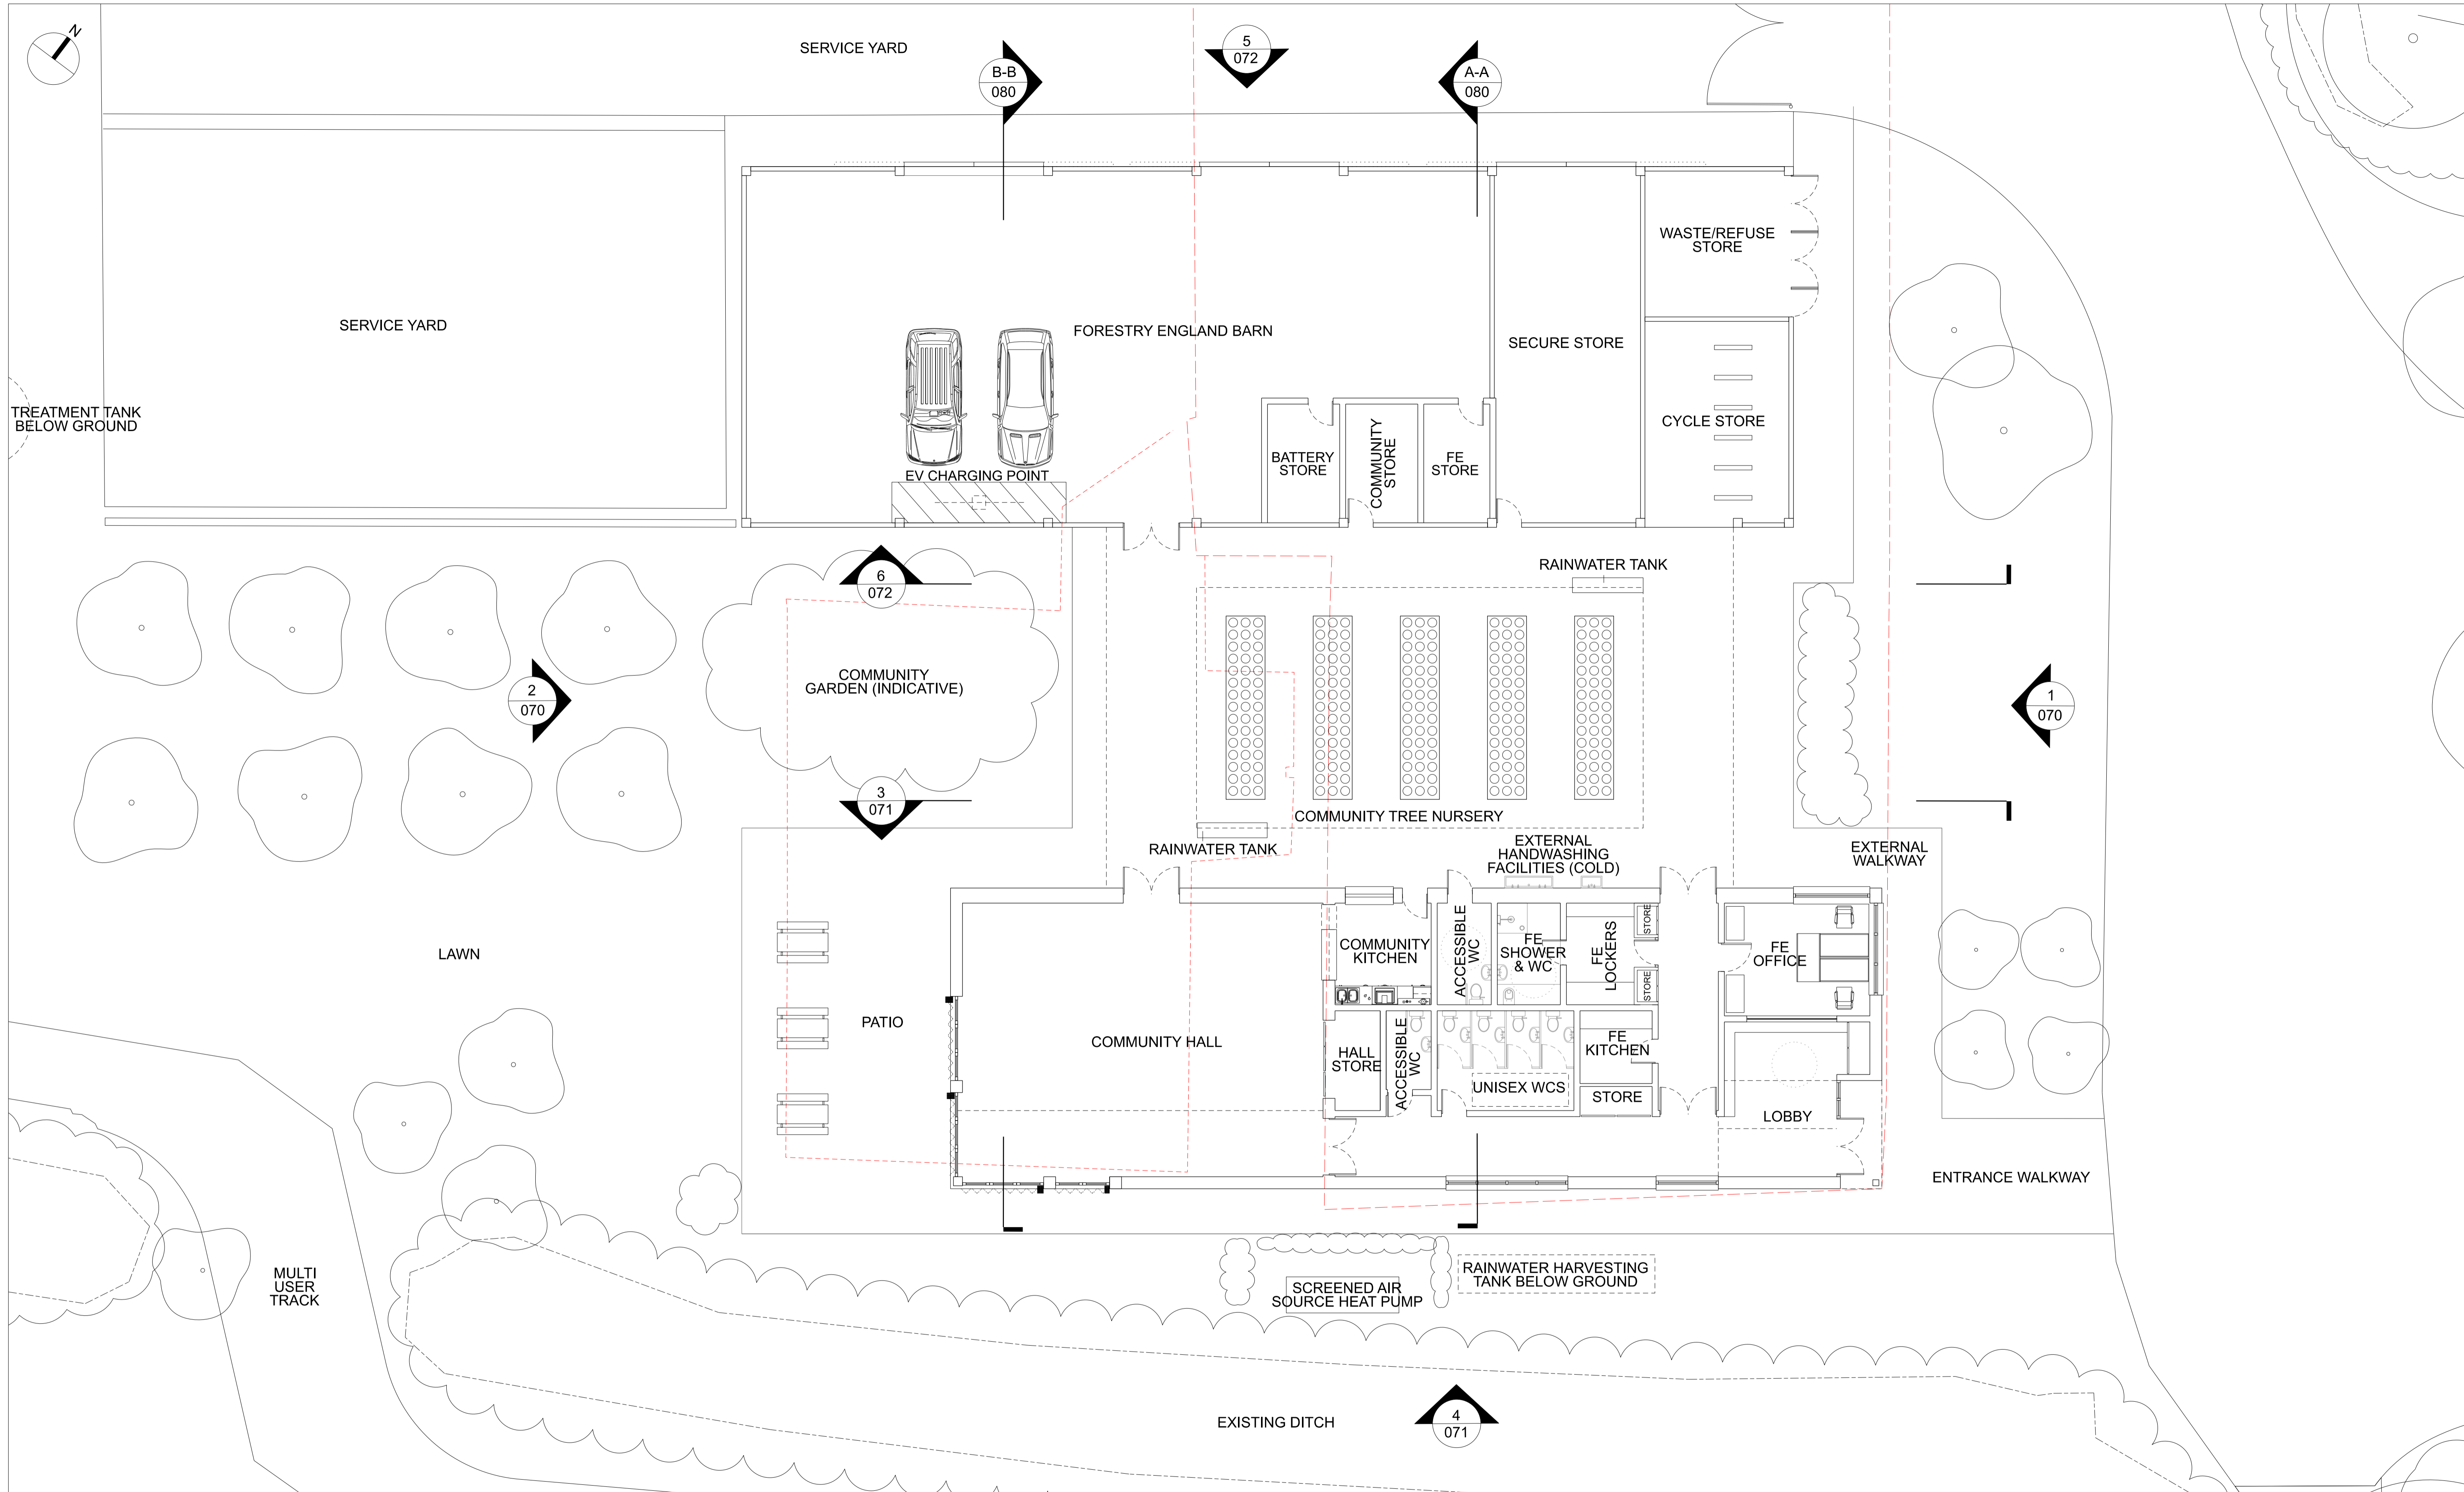 N
SERVICE YARD
5
072
B-B
080
A-A
080
WASTE/REFUSE
STORE
SERVICE YARD
FORESTRY ENGLAND BARN
SECURE STORE
TREATMENT TANK
BELOW GROUND
CYCLE STORE
BATTERY
STORE
COMMUNITY
STORE
FE
STORE
EV CHARGING POINT
RAINWATER TANK
6
072
COMMUNITY
GARDEN (INDICATIVE)
2
070
1
070
3
071
COMMUNITY TREE NURSERY
RAINWATER TANK
EXTERNAL
HANDWASHING
FACILITIES (COLD)
EXTERNAL
WALKWAY
LAWN
COMMUNITY
KITCHEN
ACCESSIBLE
WC
FE
SHOWER
& WC
FE
LOCKERS
STORE
STORE
FE
OFFICE
PATIO
COMMUNITY HALL
HALL
STORE
ACCESSIBLE
WC
UNISEX WCS
FE
KITCHEN
STORE
LOBBY
ENTRANCE WALKWAY
MULTI
USER
TRACK
SCREENED AIR
SOURCE HEAT PUMP
RAINWATER HARVESTING
TANK BELOW GROUND
EXISTING DITCH
4
071